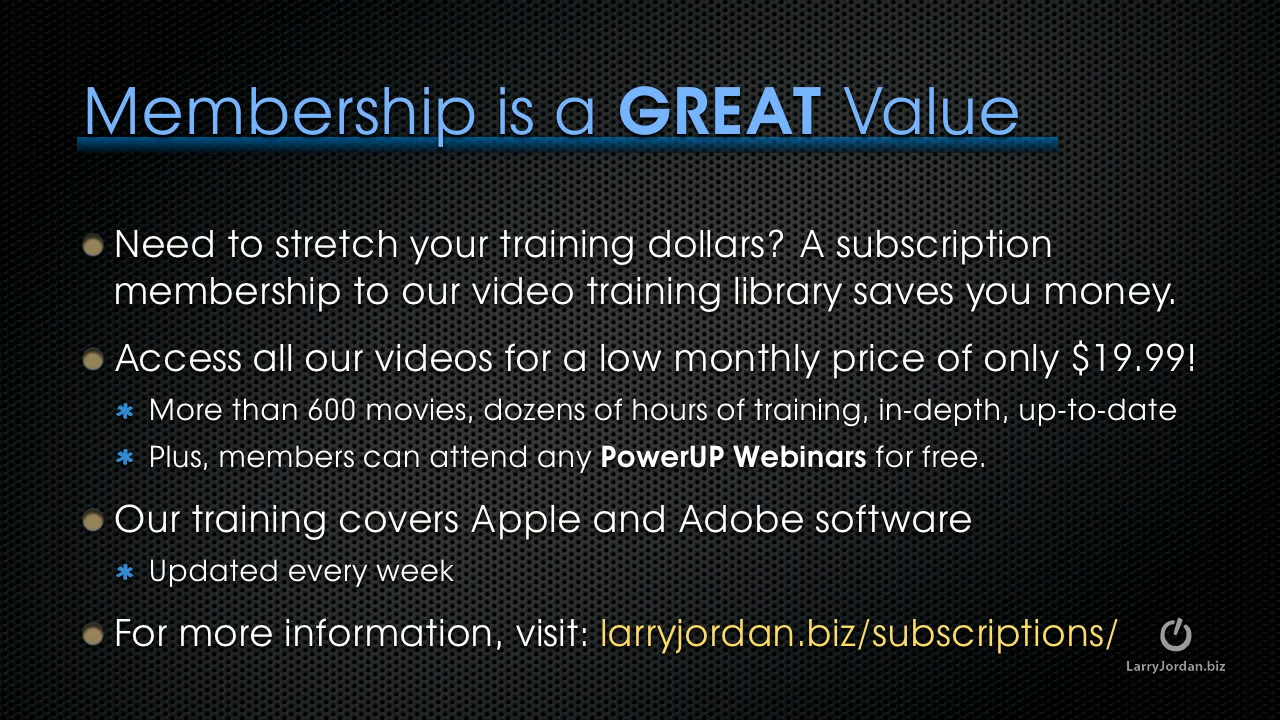 Membership is a GREAT Value
Need to stretch your training dollars? A subscription
membership to our video training library saves you money.
Access all our videos for a low monthly price of only $19.99!
More than 600 movies, dozens of hours of training, in-depth, up-to-date
Plus, members can attend any PowerUP Webinars for free.
Our training covers Apple and Adobe software
Updated every week
For more information, visit: larryjordan.biz/subscriptions/
LarryJordan.biz